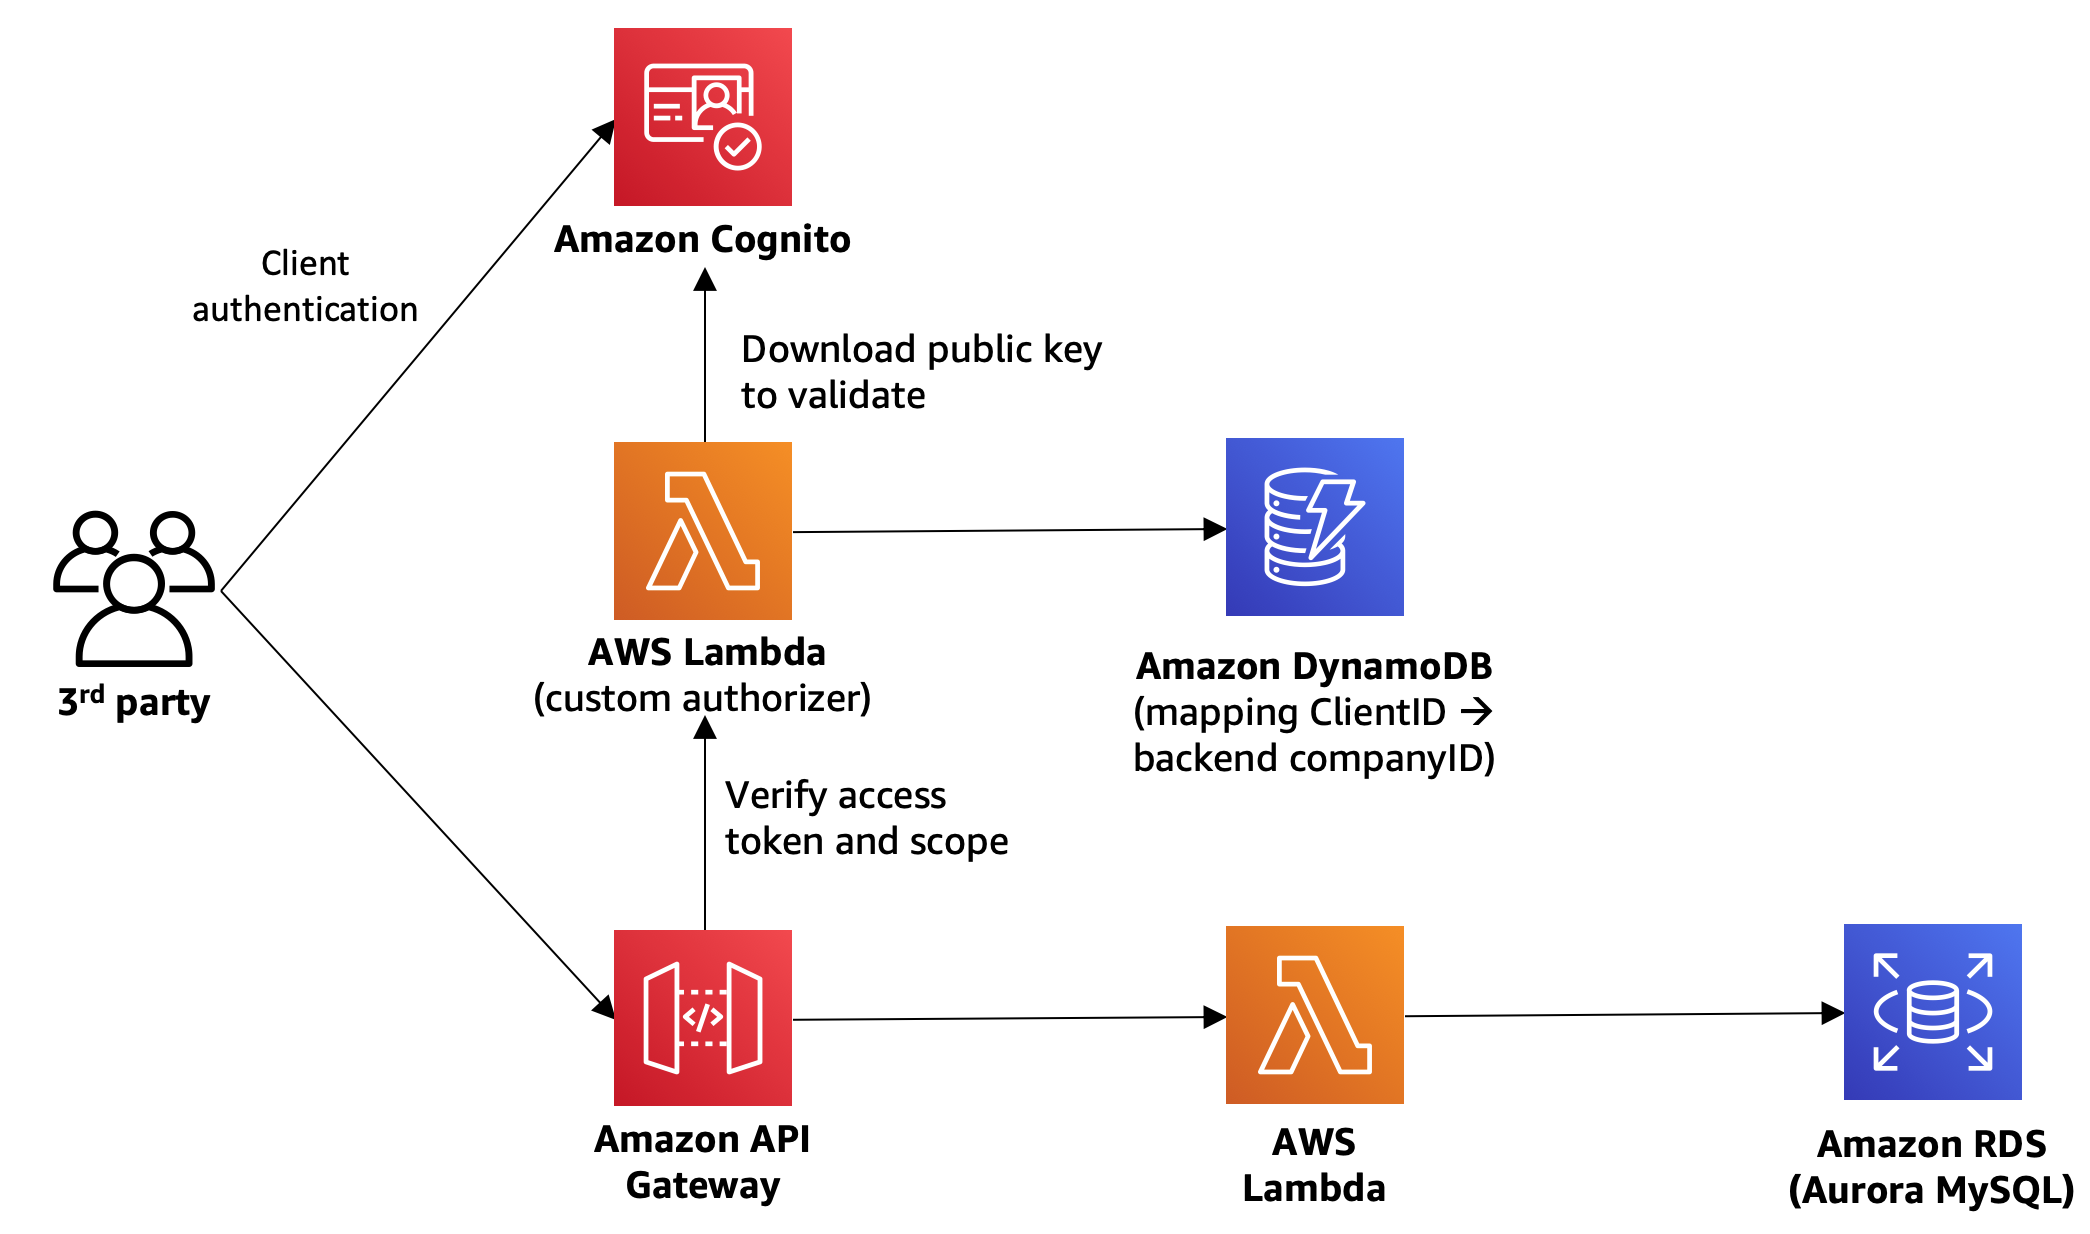 Amazon Cognito
Client
authentication
Download public key
to validate
3rd party
AWS Lambda
(custom authorizer)
Amazon DynamoDB
(mapping ClientID →
backend companyID)
Verify access
token and scope
Amazon API
Gateway
AWS
Lambda
Amazon RDS
(Aurora MySQL)